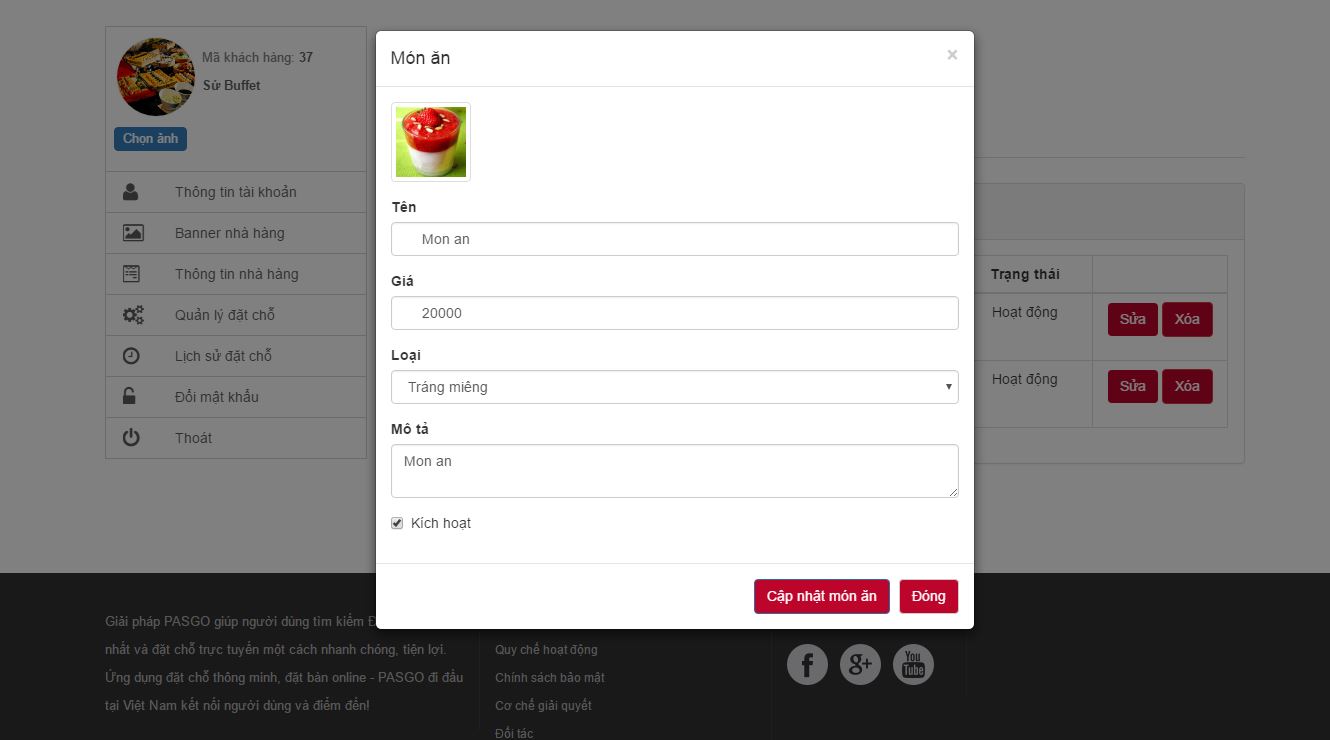 Mã khách hàng: 37
Sử Buffet
Chọn ảnh
Thông tin tài khoản
Banner nhà hàng
Thông tin nhà hàng
Quản lý đặt chỗ
Lịch sử đặt chỗ
Đổi mật khẩu
Thoát
Món ăn
×
Tên
Mon an
Giá
20000
Loại
Tráng miêng
Mô tả
Mon an
Kích hoạt
Cập nhật món ăn
Đóng
Trạng thái
Hoạt động
Sửa
Xóa
Hoạt động
Sửa
Xóa
Giải pháp PASGO giúp người dùng tìm kiếm
nhất và đặt chỗ trực tuyến một cách nhanh chóng, tiện lợi.
Ứng dụng đặt chỗ thông minh, đặt bàn online - PASGO đi đầu
tại Việt Nam kết nối người dùng và điểm đến!
Quy chế hoạt động
Chính sách bảo mật
Cơ chế giải quyết
Đối tác
f
g+
You
Tube